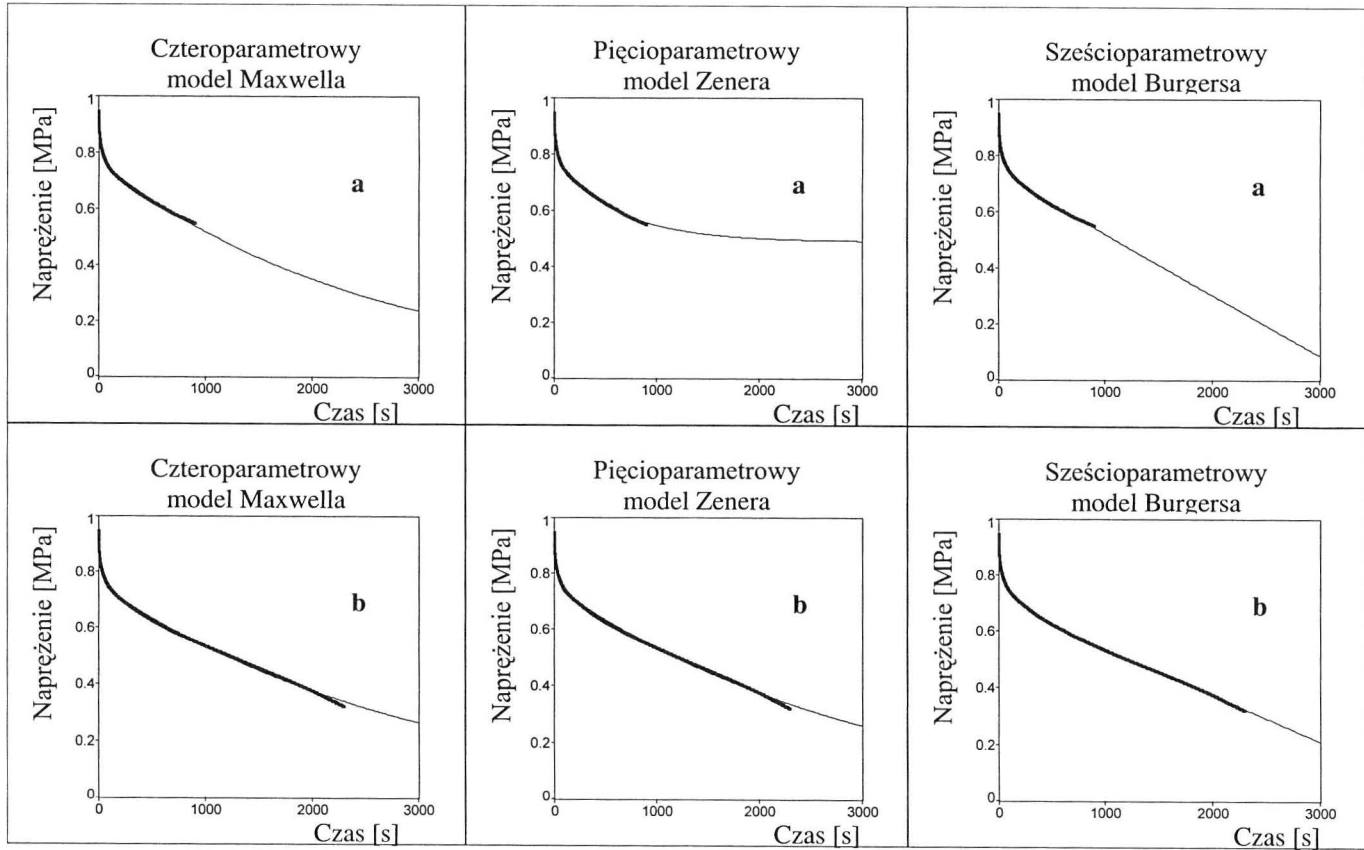 Czteroparametrowy
model Maxwella
Naprężenie [MPa]
1
0.8
0.6
0.4
0.2
0
a
0
1000
2000
3000
Czas [s]
Pięcioparametrowy
model Zenera
Naprężenie [MPa]
1
0.8
0.6
0.4
0.2
0
a
0
1000
2000
3000
Czas [s]
Sześcioparametrowy
model Burgersa
Naprężenie [MPa]
1
0.8
0.6
0.4
0.2
0
a
0
1000
2000
3000
Czas [s]
Czteroparametrowy
model Maxwella
Naprężenie [MPa]
1
0.8
0.6
0.4
0.2
0
b
0
1000
2000
3000
Czas [s]
Pięcioparametrowy
model Zenera
Naprężenie [MPa]
1
0.8
0.6
0.4
0.2
0
b
0
1000
2000
3000
Czas [s]
Sześcioparametrowy
model Burgersa
Naprężenie [MPa]
1
0.8
0.6
0.4
0.2
0
b
0
1000
2000
3000
Czas [s]